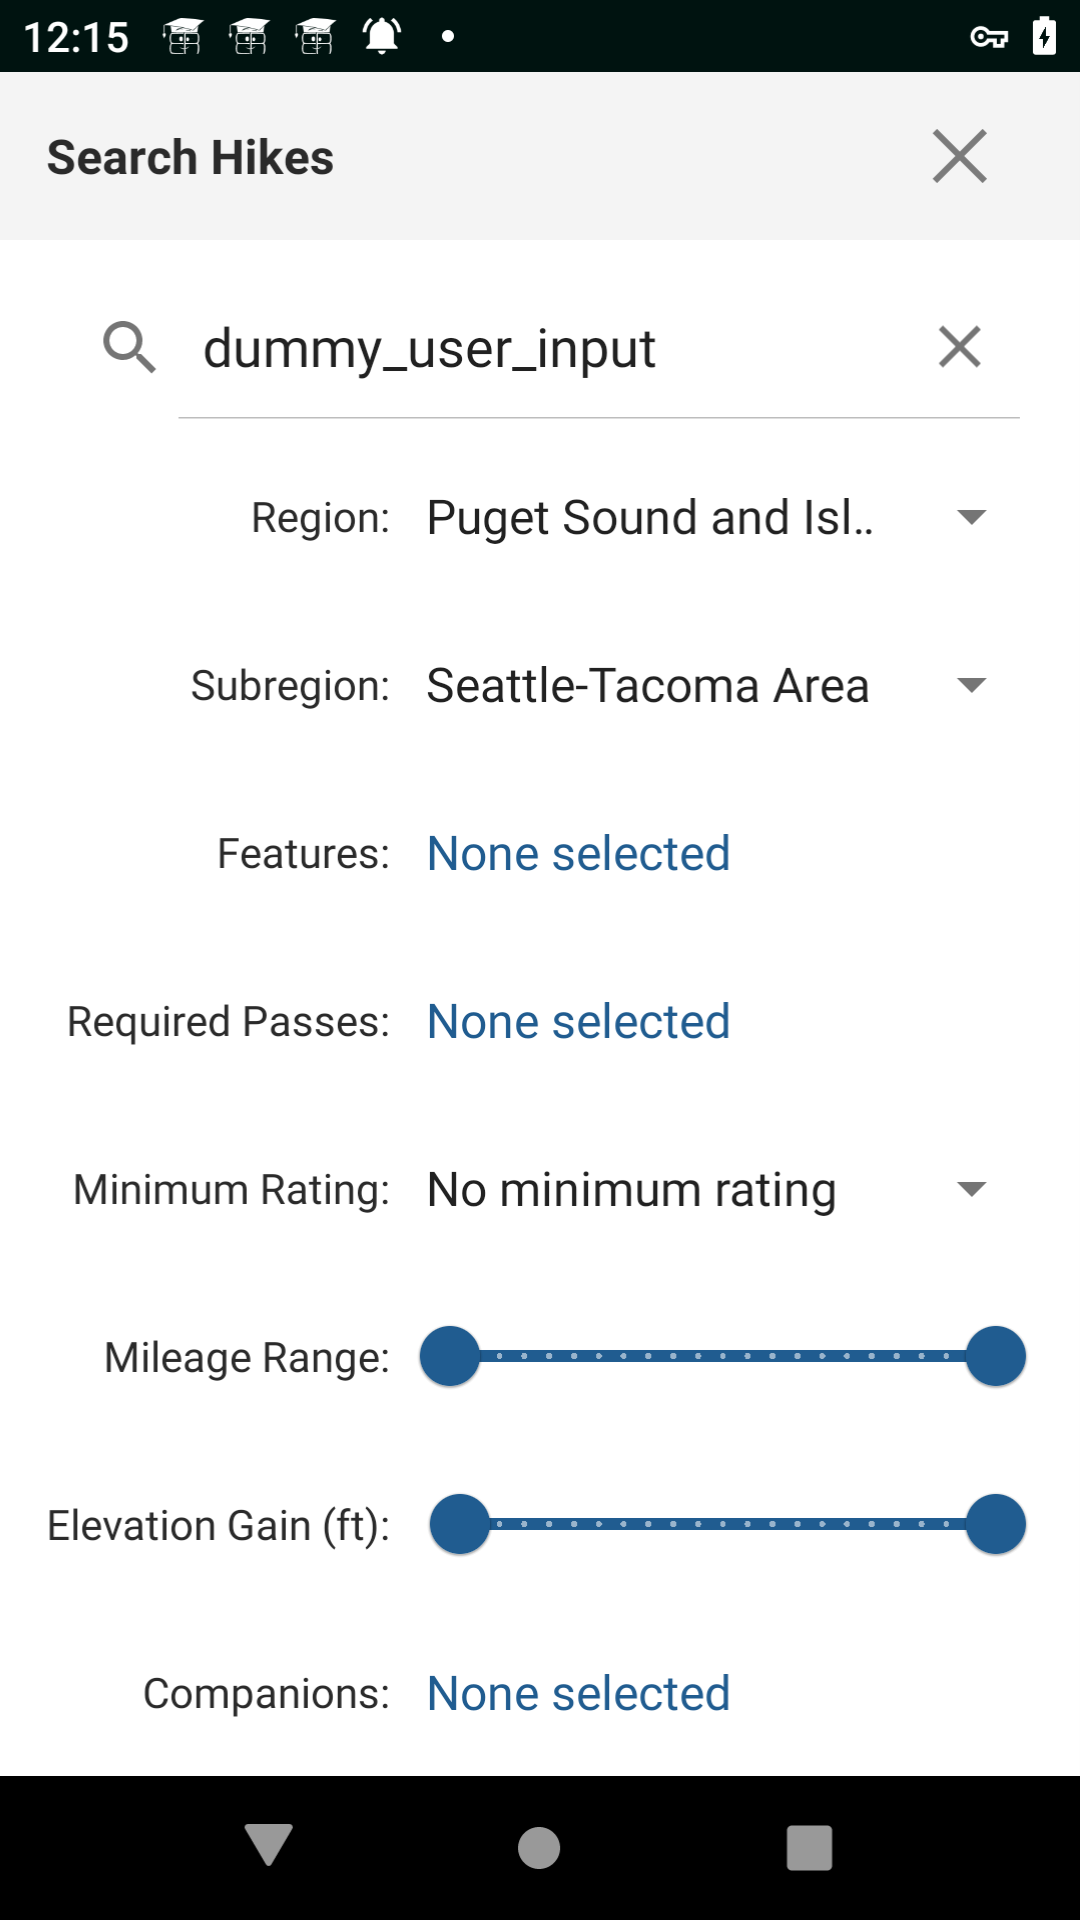 12:15
Search Hikes
dummy_user_input
Region: Puget Sound and Isl..
Subregion: Seattle-Tacoma Area
Features: None selected
Required Passes: None selected
Minimum Rating: No minimum rating
Mileage Range:
Elevation Gain (ft):
Companions: None selected